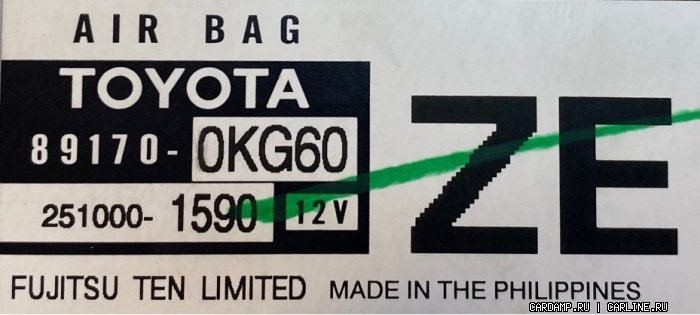 AIR BAG
TOYOTA
89170-0KG60
251000-1590 12V
ZE
FUJITSU TEN LIMITED MADE IN THE PHILIPPINES
CARDAMP.RU | CARLINE.RU